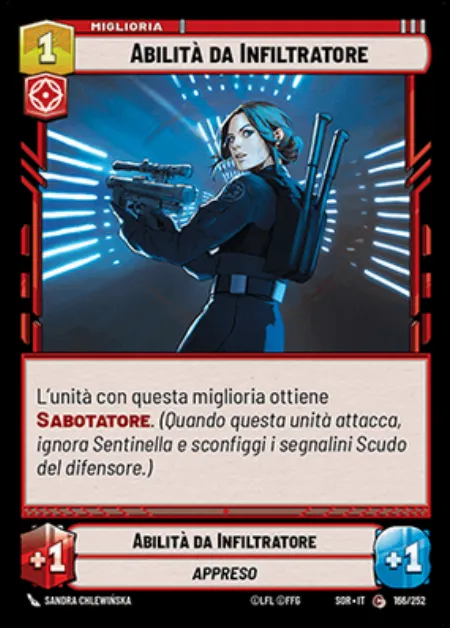 MIGLIORIA
1
ABILITÀ DA INFILTRATORE
L'unità con questa miglioria ottiene
SABOTATORE. (Quando questa unità attacca,
ignora Sentinella e sconfiggi i segnalini Scudo
del difensore.)
+1
ABILITÀ DA INFILTRATORE
+1
APPRESO
SANDRA CHLEWIŃSKA
©LFL ©FFG
SOR • IT
C
166/252